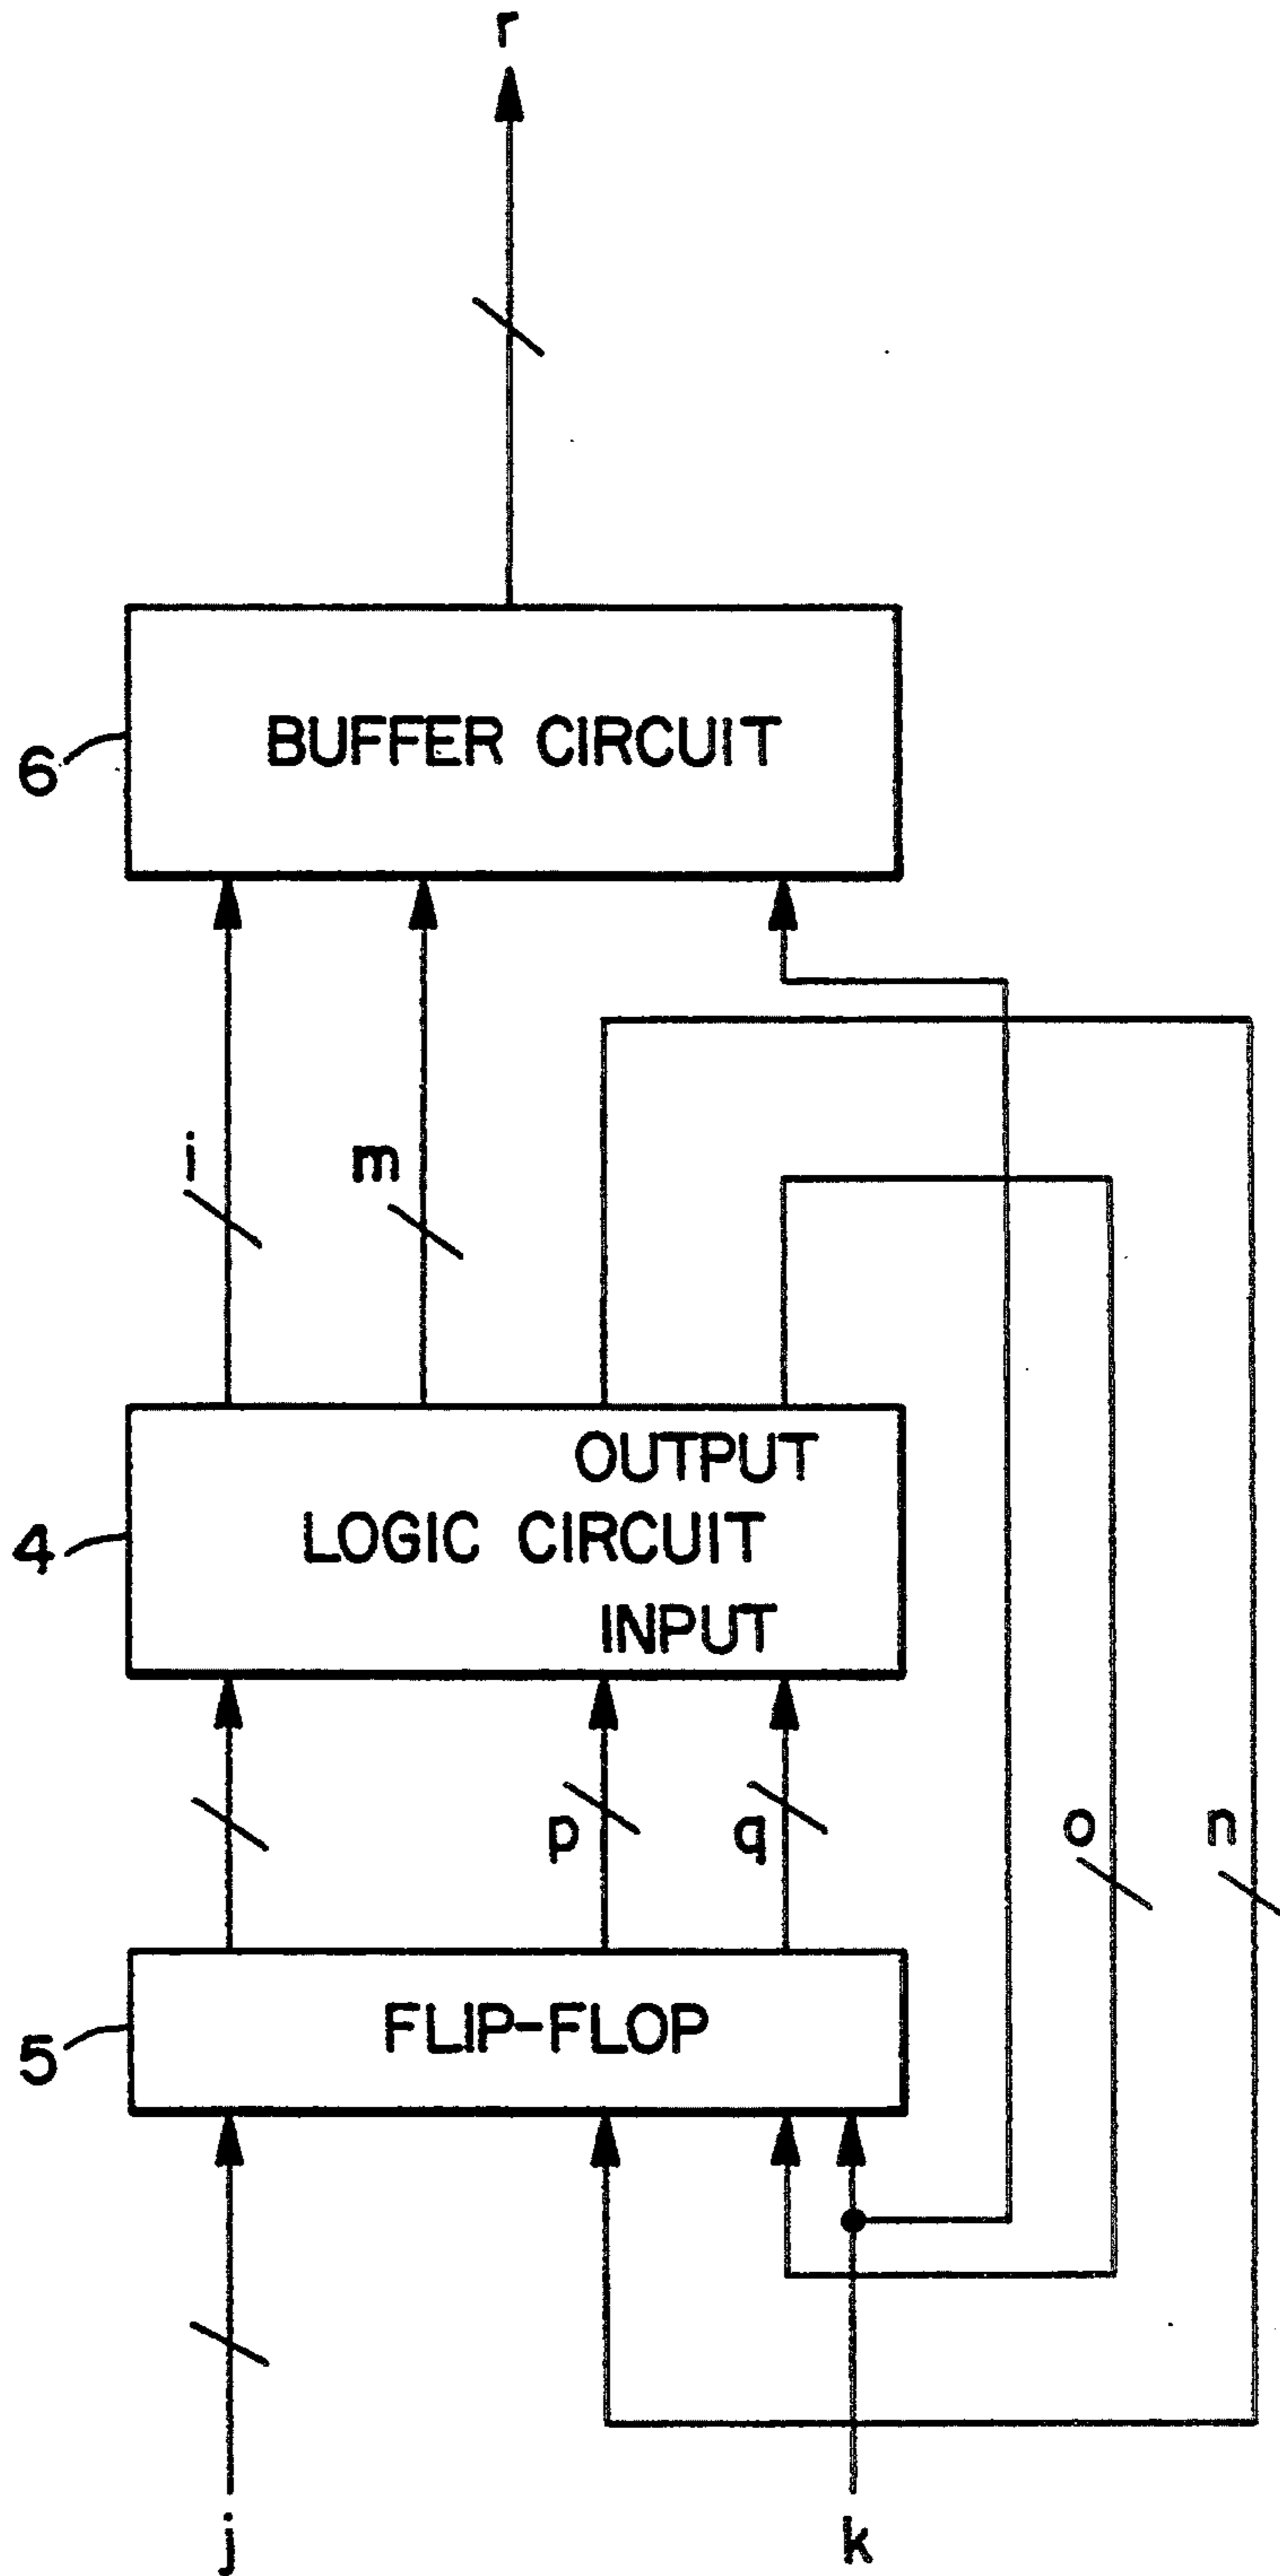 r
BUFFER CIRCUIT
6
i
m
OUTPUT
LOGIC CIRCUIT
4
INPUT
p
q
o
n
FLIP-FLOP
5
j
k